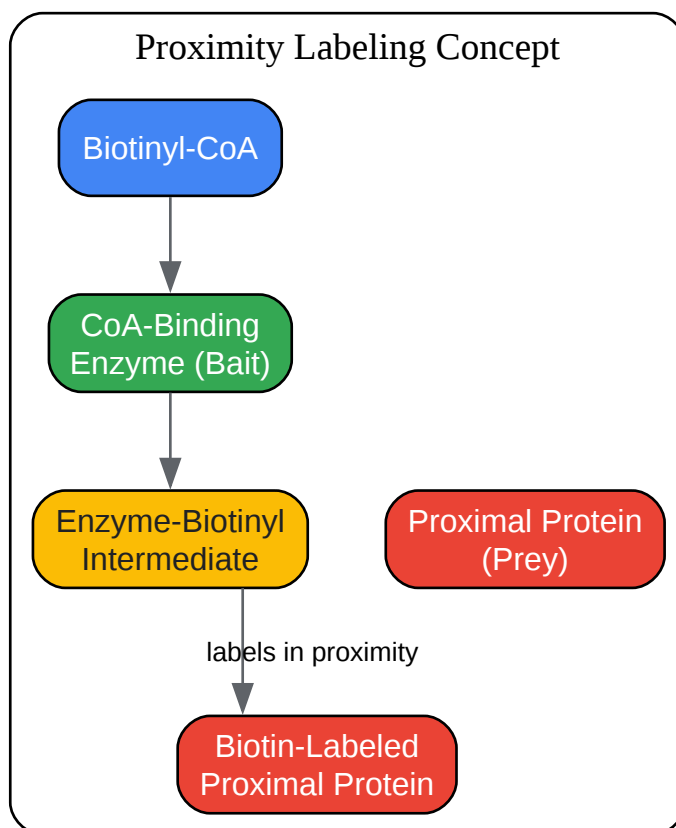 Proximity Labeling Concept
Biotinyl-CoA
CoA-Binding
Enzyme (Bait)
Enzyme-Biotinyl
Intermediate
Proximal Protein
(Prey)
labels in proximity
Biotin-Labeled
Proximal Protein